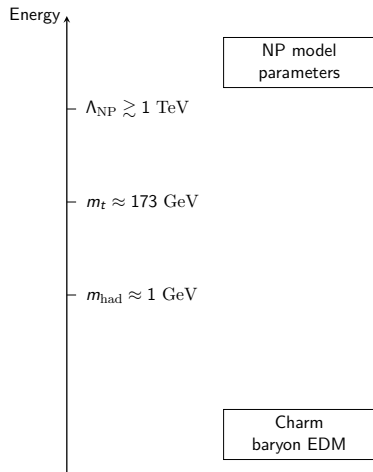 Energy
NP model
parameters
Λ_NP ≳ 1 TeV
m_t ≈ 173 GeV
m_had ≈ 1 GeV
Charm
baryon EDM